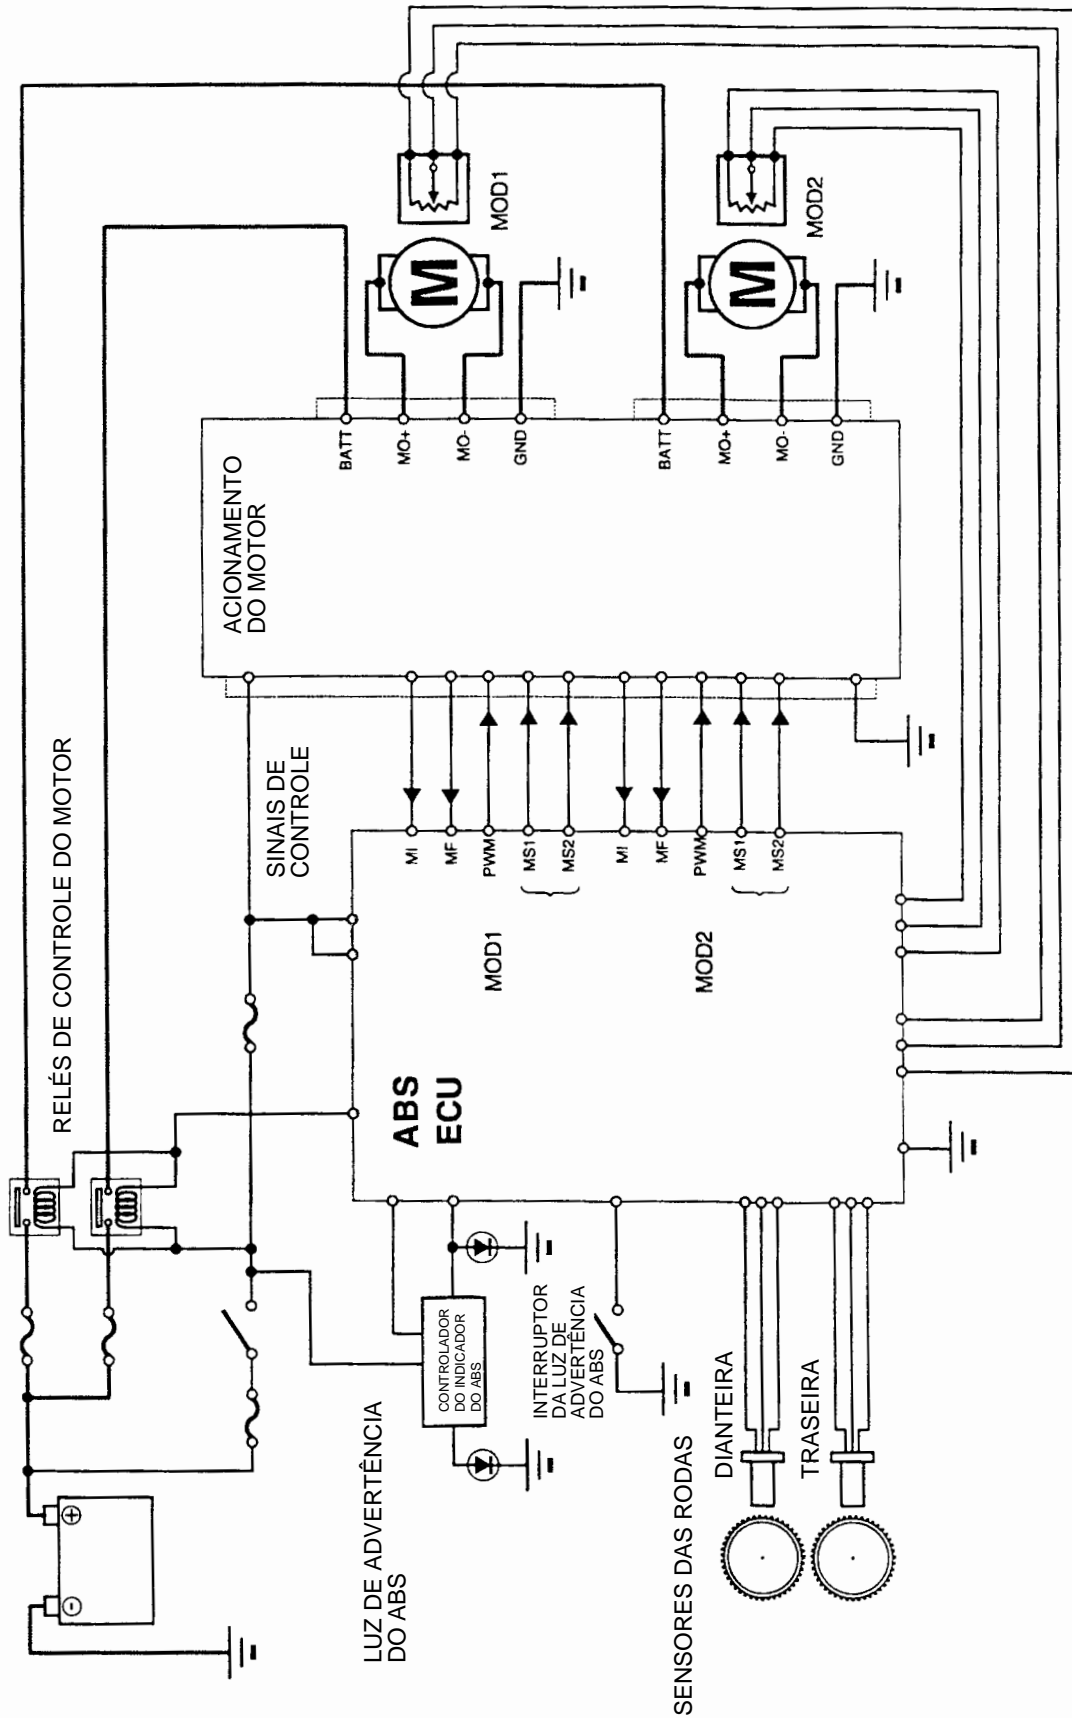 RELÉS DE CONTROLE DO MOTOR
SINAIS DE
CONTROLE
ACIONAMENTO
DO MOTOR
BATT
MO+
MO-
GND
BATT
MO+
MO-
GND
M
MOD1
M
MOD2
MI
MF
PWM
MS1
MS2
MI
MF
PWM
MS1
MS2
MOD1
MOD2
ABS
ECU
CONTROLADOR
DO INDICADOR
DO ABS
LUZ DE ADVERTÊNCIA
DO ABS
INTERRUPTOR
DA LUZ DE
ADVERTÊNCIA
DO ABS
SENSORES DAS RODAS
DIANTEIRA
TRASEIRA
+
-